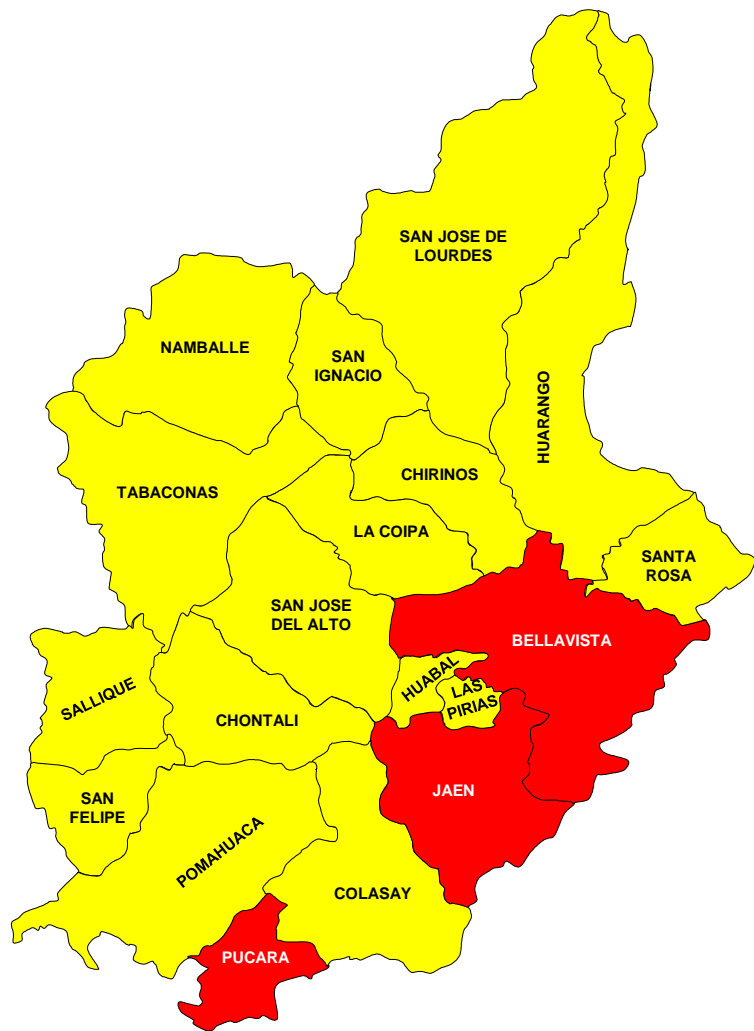 SAN JOSE DE
LOURDES
NAMBALLE
SAN
IGNACIO
HUARANGO
CHIRINOS
TABACONAS
LA COIPA
SANTA
ROSA
SAN JOSE
DEL ALTO
BELLAVISTA
HUABAL
LAS
PIRIAS
SALLIQUE
CHONTALI
JAEN
SAN
FELIPE
POMAHUACA
COLASAY
PUCARA